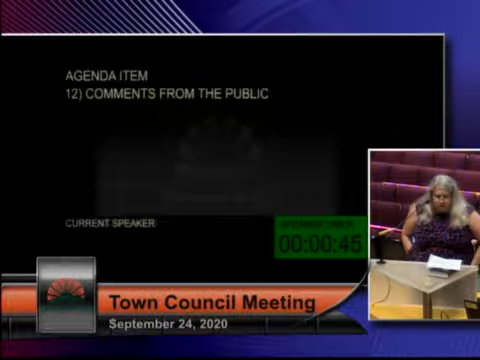 AGENDA ITEM
12) COMMENTS FROM THE PUBLIC
CURRENT SPEAKER
00:00:45
Town Council Meeting
September 24, 2020